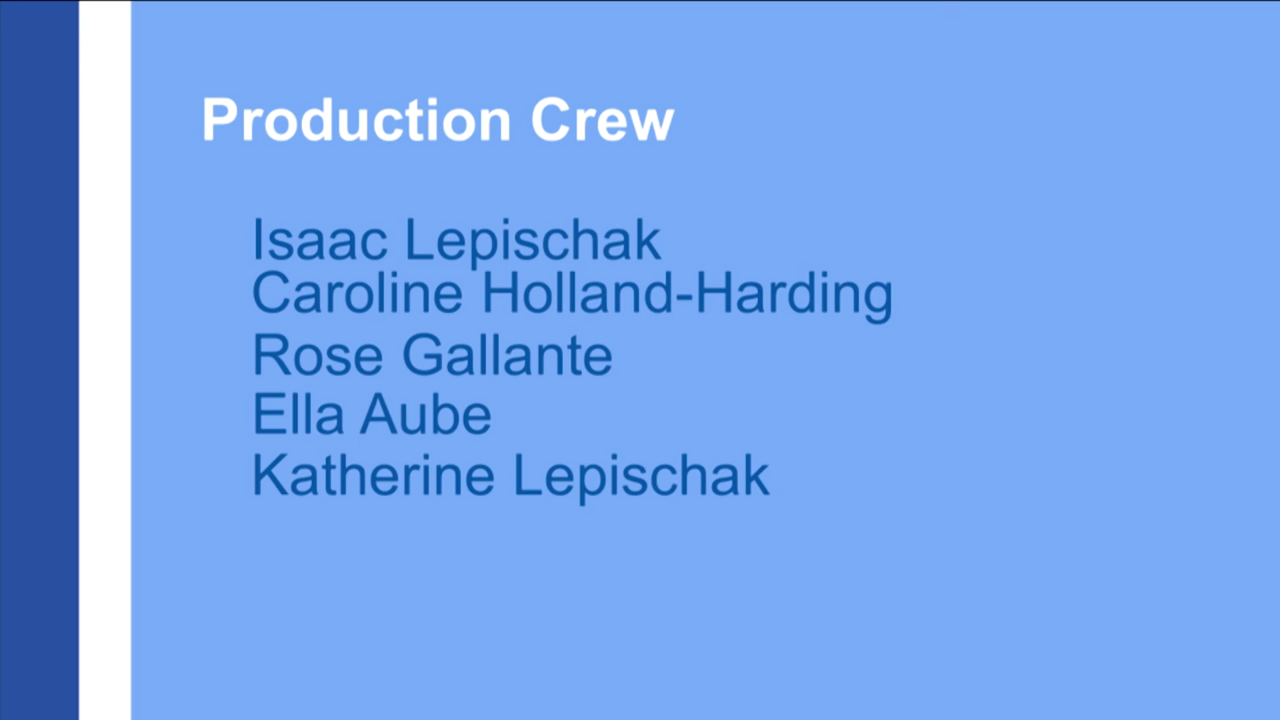 Production Crew
Isaac Lepischak
Caroline Holland-Harding
Rose Gallante
Ella Aube
Katherine Lepischak